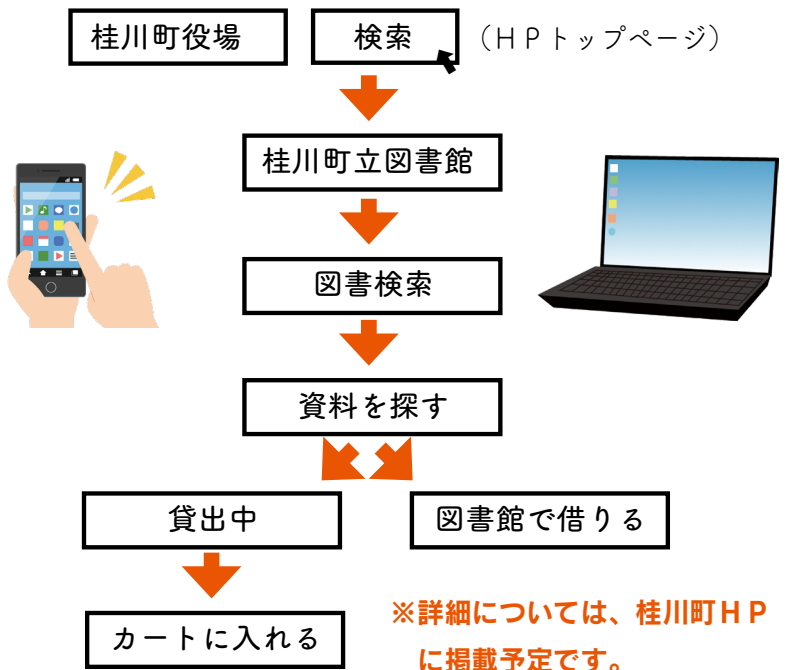 桂川町役場 検索 （ＨＰトップページ）
桂川町立図書館
図書検索
資料を探す
貸出中 図書館で借りる
カートに入れる
※詳細については、桂川町ＨＰ
に掲載予定です。